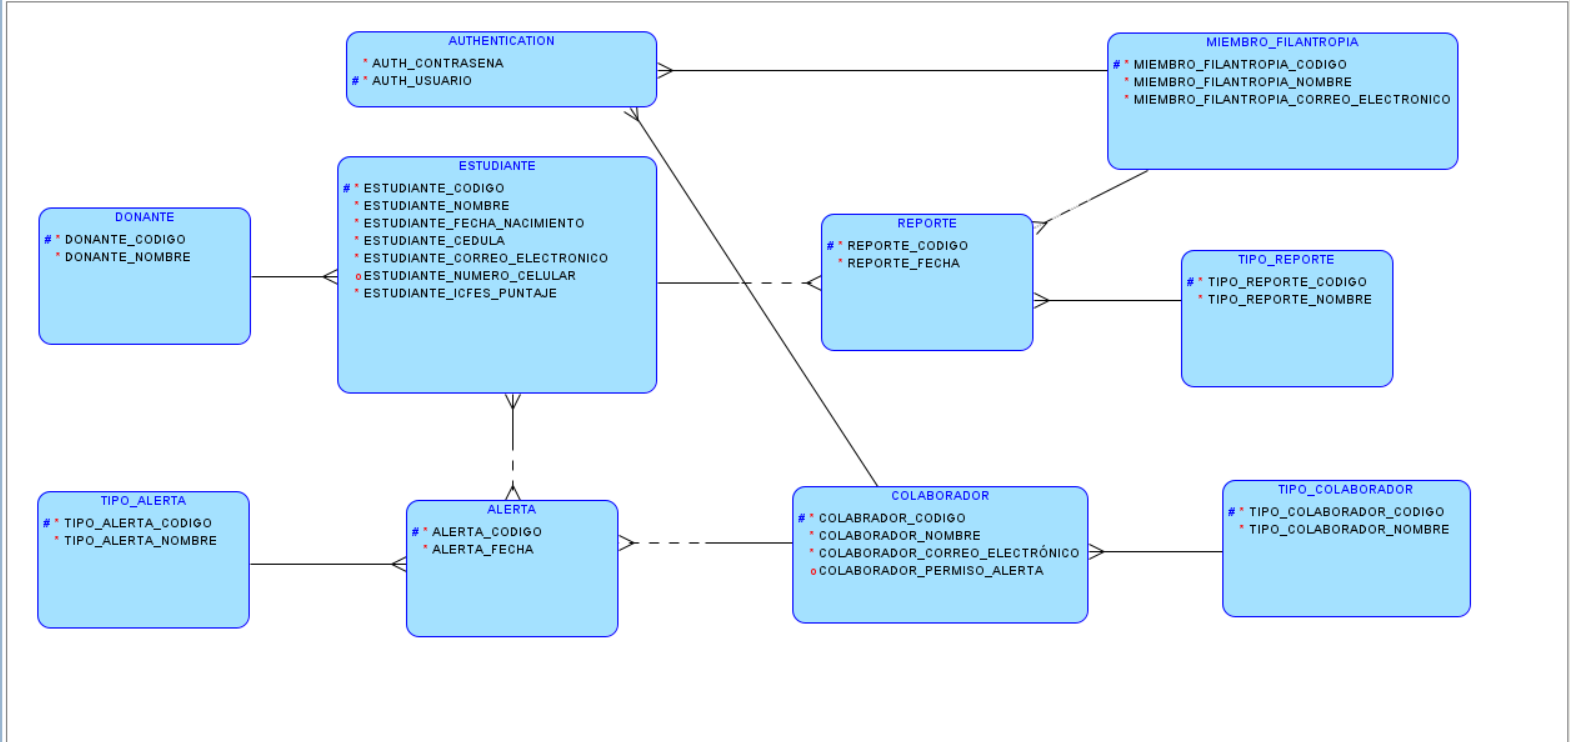 AUTHENTICATION
* AUTH_CONTRASENA
# * AUTH_USUARIO
MIEMBRO_FILANTROPIA
# * MIEMBRO_FILANTROPIA_CODIGO
* MIEMBRO_FILANTROPIA_NOMBRE
* MIEMBRO_FILANTROPIA_CORREO_ELECTRONICO
ESTUDIANTE
# * ESTUDIANTE_CODIGO
* ESTUDIANTE_NOMBRE
* ESTUDIANTE_FECHA_NACIMIENTO
* ESTUDIANTE_CEDULA
* ESTUDIANTE_CORREO_ELECTRONICO
o ESTUDIANTE_NUMERO_CELULAR
* ESTUDIANTE_ICFES_PUNTAJE
DONANTE
# * DONANTE_CODIGO
* DONANTE_NOMBRE
REPORTE
# * REPORTE_CODIGO
* REPORTE_FECHA
TIPO_REPORTE
# * TIPO_REPORTE_CODIGO
* TIPO_REPORTE_NOMBRE
TIPO_ALERTA
# * TIPO_ALERTA_CODIGO
* TIPO_ALERTA_NOMBRE
ALERTA
# * ALERTA_CODIGO
* ALERTA_FECHA
COLABORADOR
# * COLABRADOR_CODIGO
* COLABORADOR_NOMBRE
* COLABORADOR_CORREO_ELECTRÓNICO
o COLABORADOR_PERMISO_ALERTA
TIPO_COLABORADOR
# * TIPO_COLABORADOR_CODIGO
* TIPO_COLABORADOR_NOMBRE